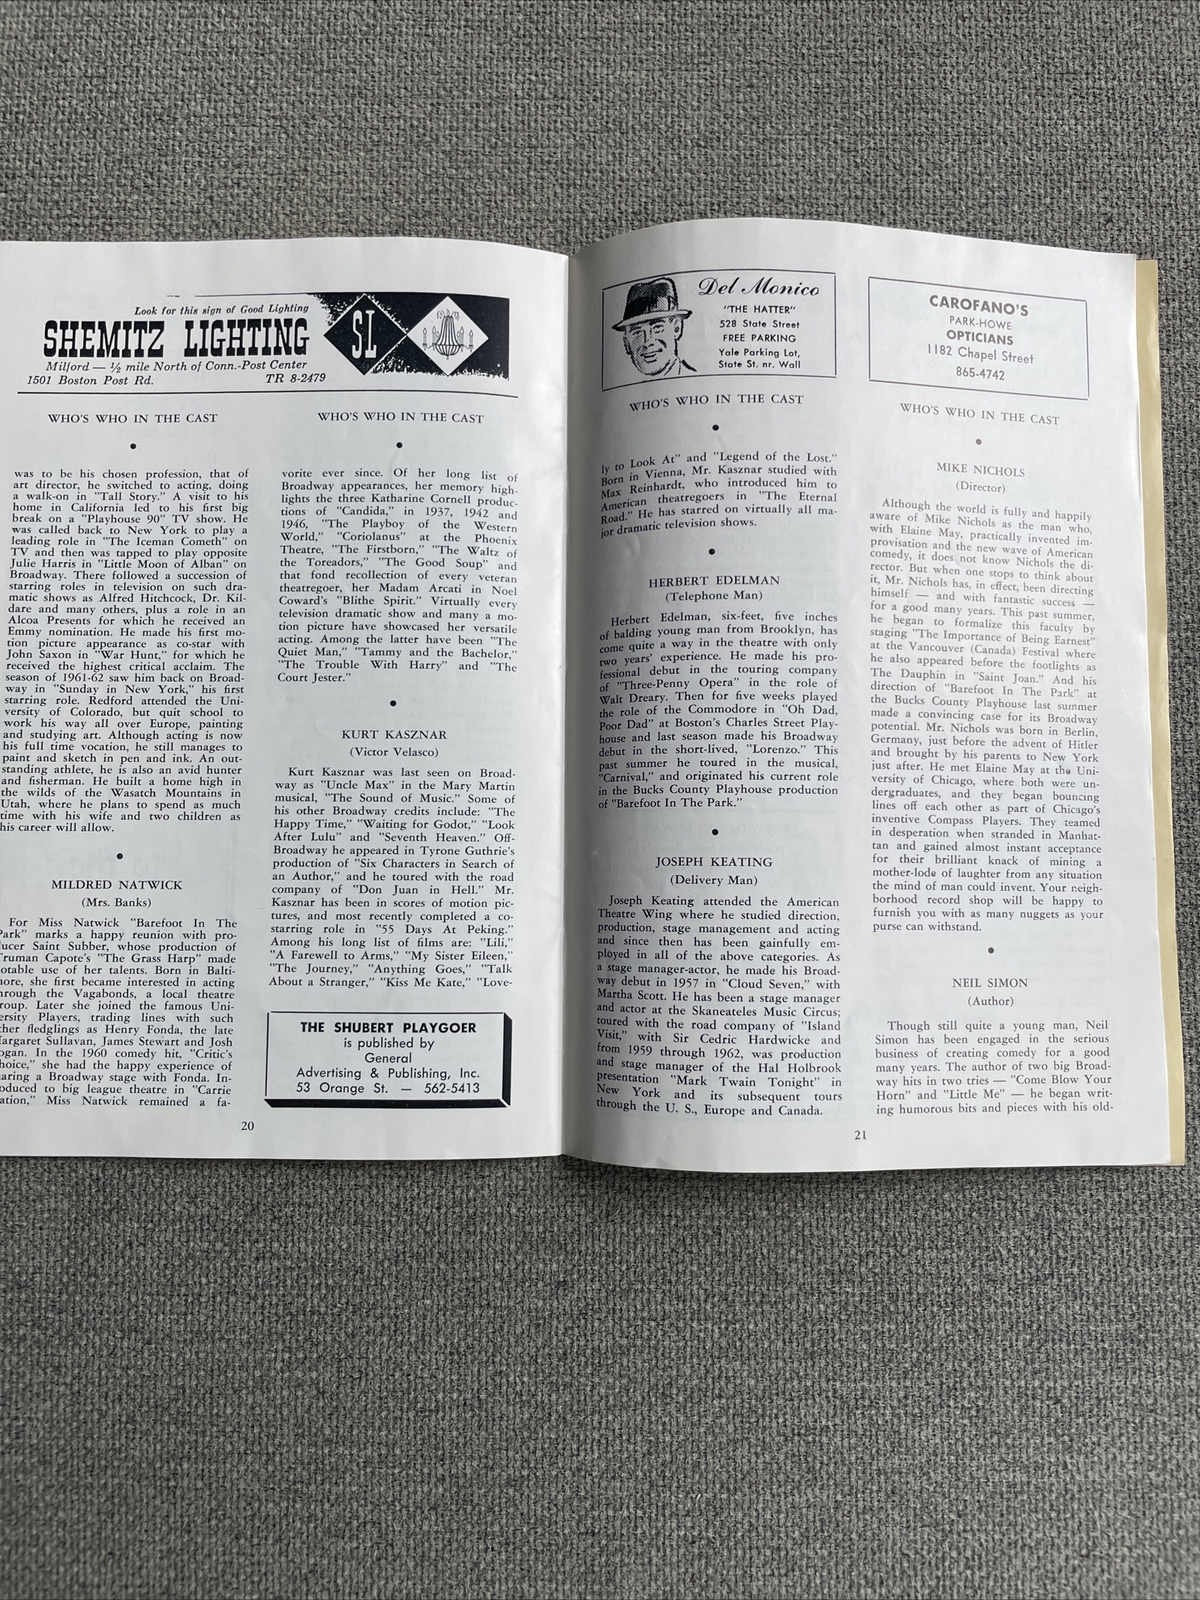 Look for this sign of Good Lighting
SHEMITZ LIGHTING
SL
Milford — ½ mile North of Conn.-Post Center
1501 Boston Post Rd. TR 8-2479
WHO'S WHO IN THE CAST
was to be his chosen profession, that of
art director, he switched to acting, doing
a walk-on in "Tall Story." A visit to his
home in California led to his first big
break on a "Playhouse 90" TV show. He
was called back to New York to play a
leading role in "The Iceman Cometh" on
TV and then was tapped to play opposite
Julie Harris in "Little Moon of Alban" on
Broadway. There followed a succession of
starring roles in television on such dra-
matic shows as Alfred Hitchcock, Dr. Kil-
dare and many others, plus a role in an
Alcoa Presents for which he received an
Emmy nomination. He made his first mo-
tion picture appearance as co-star with
John Saxon in "War Hunt," for which he
received the highest critical acclaim. The
season of 1961-62 saw him back on Broad-
way in "Sunday in New York," his first
starring role. Redford attended the Uni-
versity of Colorado, but quit school to
work his way all over Europe, painting
and studying art. Although acting is now
his full time vocation, he still manages to
paint and sketch in pen and ink. An out-
standing athlete, he is also an avid hunter
and fisherman. He built a home high in
the wilds of the Wasatch Mountains in
Utah, where he plans to spend as much
time with his wife and two children as
his career will allow.
MILDRED NATWICK
(Mrs. Banks)
For Miss Natwick "Barefoot In The
Park" marks a happy reunion with pro-
ducer Saint Subber, whose production of
Truman Capote's "The Grass Harp" made
otable use of her talents. Born in Balti-
more, she first became interested in acting
hrough the Vagabonds, a local theatre
roup. Later she joined the famous Uni-
ersity Players, trading lines with such
ther fledglings as Henry Fonda, the late
Margaret Sullavan, James Stewart and Josh
ogan. In the 1960 comedy hit, "Critic's
hoice," she had the happy experience of
aring a Broadway stage with Fonda. In-
oduced to big league theatre in "Carrie
ation," Miss Natwick remained a fa-
WHO'S WHO IN THE CAST
vorite ever since. Of her long list of
Broadway appearances, her memory high-
lights the three Katharine Cornell produc-
tions of "Candida," in 1937, 1942 and
1946, "The Playboy of the Western
World," "Coriolanus" at the Phoenix
Theatre, "The Firstborn," "The Waltz of
the Toreadors," "The Good Soup" and
that fond recollection of every veteran
theatregoer, her Madam Arcati in Noel
Coward's "Blithe Spirit." Virtually every
television dramatic show and many a mo-
tion picture have showcased her versatile
acting. Among the latter have been "The
Quiet Man," "Tammy and the Bachelor,"
"The Trouble With Harry" and "The
Court Jester."
KURT KASZNAR
(Victor Velasco)
Kurt Kasznar was last seen on Broad-
way as "Uncle Max" in the Mary Martin
musical, "The Sound of Music." Some of
his other Broadway credits include: "The
Happy Time," "Waiting for Godot," "Look
After Lulu" and "Seventh Heaven." Off-
Broadway he appeared in Tyrone Guthrie's
production of "Six Characters in Search of
an Author," and he toured with the road
company of "Don Juan in Hell." Mr.
Kasznar has been in scores of motion pic-
tures, and most recently completed a co-
starring role in "55 Days At Peking."
Among his long list of films are: "Lili,"
"A Farewell to Arms," "My Sister Eileen,"
"The Journey," "Anything Goes," "Talk
About a Stranger," "Kiss Me Kate," "Love-
THE SHUBERT PLAYGOER
is published by
General
Advertising & Publishing, Inc.
53 Orange St. — 562-5413
20
Del Monico
"THE HATTER"
528 State Street
FREE PARKING
Yale Parking Lot,
State St. nr. Wall
WHO'S WHO IN THE CAST
ly to Look At" and "Legend of the Lost."
Born in Vienna, Mr. Kasznar studied with
Max Reinhardt, who introduced him to
American theatregoers in "The Eternal
Road." He has starred on virtually all ma-
jor dramatic television shows.
HERBERT EDELMAN
(Telephone Man)
Herbert Edelman, six-feet, five inches
of balding young man from Brooklyn, has
come quite a way in the theatre with only
two years' experience. He made his pro-
fessional debut in the touring company
of "Three-Penny Opera" in the role of
Walt Dreary. Then for five weeks played
the role of the Commodore in "Oh Dad,
Poor Dad" at Boston's Charles Street Play-
house and last season made his Broadway
debut in the short-lived, "Lorenzo." This
past summer he toured in the musical,
"Carnival," and originated his current role
in the Bucks County Playhouse production
of "Barefoot In The Park."
JOSEPH KEATING
(Delivery Man)
Joseph Keating attended the American
Theatre Wing where he studied direction,
production, stage management and acting
and since then has been gainfully em-
ployed in all of the above categories. As
a stage manager-actor, he made his Broad-
way debut in 1957 in "Cloud Seven," with
Martha Scott. He has been a stage manager
and actor at the Skaneateles Music Circus;
toured with the road company of "Island
Visit," with Sir Cedric Hardwicke and
from 1959 through 1962, was production
and stage manager of the Hal Holbrook
presentation "Mark Twain Tonight" in
New York and its subsequent tours
through the U. S., Europe and Canada.
CAROFANO'S
PARK-HOWE
OPTICIANS
1182 Chapel Street
865-4742
WHO'S WHO IN THE CAST
MIKE NICHOLS
(Director)
Although the world is fully and happily
aware of Mike Nichols as the man who,
with Elaine May, practically invented im-
provisation and the new wave of American
comedy, it does not know Nichols the di-
rector. But when one stops to think about
it, Mr. Nichols has, in effect, been directing
himself — and with fantastic success —
for a good many years. This past summer,
he began to formalize this faculty by
staging "The Importance of Being Earnest"
at the Vancouver (Canada) Festival where
he also appeared before the footlights as
The Dauphin in "Saint Joan." And his
direction of "Barefoot In The Park" at
the Bucks County Playhouse last summer
made a convincing case for its Broadway
potential. Mr. Nichols was born in Berlin,
Germany, just before the advent of Hitler
and brought by his parents to New York
just after. He met Elaine May at the Uni-
versity of Chicago, where both were un-
dergraduates, and they began bouncing
lines off each other as part of Chicago's
inventive Compass Players. They teamed
in desperation when stranded in Manhat-
tan and gained almost instant acceptance
for their brilliant knack of mining a
mother-lode of laughter from any situation
the mind of man could invent. Your neigh-
borhood record shop will be happy to
furnish you with as many nuggets as your
purse can withstand.
NEIL SIMON
(Author)
Though still quite a young man, Neil
Simon has been engaged in the serious
business of creating comedy for a good
many years. The author of two big Broad-
way hits in two tries — "Come Blow Your
Horn" and "Little Me" — he began writ-
ing humorous bits and pieces with his old-
21